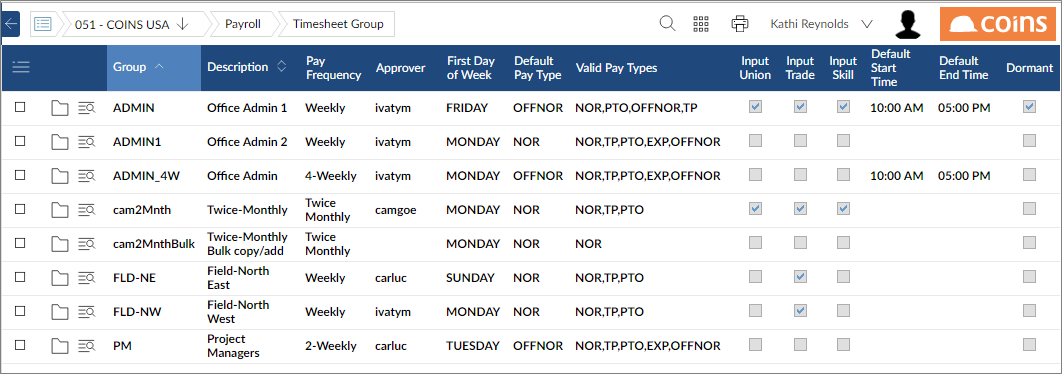 051 - COINS USA Payroll Timesheet Group Kathi Reynolds coins
Group Description Pay Frequency Approver First Day of Week Default Pay Type Valid Pay Types Input Union Input Trade Input Skill Default Start Time Default End Time Dormant
ADMIN Office Admin 1 Weekly ivatym FRIDAY OFFNOR NOR,PTO,OFFNOR,TP 10:00 AM 05:00 PM
ADMIN1 Office Admin 2 Weekly ivatym MONDAY NOR NOR,TP,PTO,EXP,OFFNOR
ADMIN_4W Office Admin 4-Weekly ivatym MONDAY OFFNOR NOR,TP,PTO,EXP,OFFNOR 10:00 AM 05:00 PM
cam2Mnth Twice-Monthly Twice Monthly camgoe MONDAY NOR NOR,TP,PTO
cam2MnthBulk Twice-Monthly Bulk copy/add Twice Monthly MONDAY NOR NOR
FLD-NE Field-North East Weekly carluc SUNDAY NOR NOR,TP,PTO
FLD-NW Field-North West Weekly ivatym MONDAY NOR NOR,TP,PTO
PM Project Managers 2-Weekly carluc TUESDAY OFFNOR NOR,TP,PTO,EXP,OFFNOR